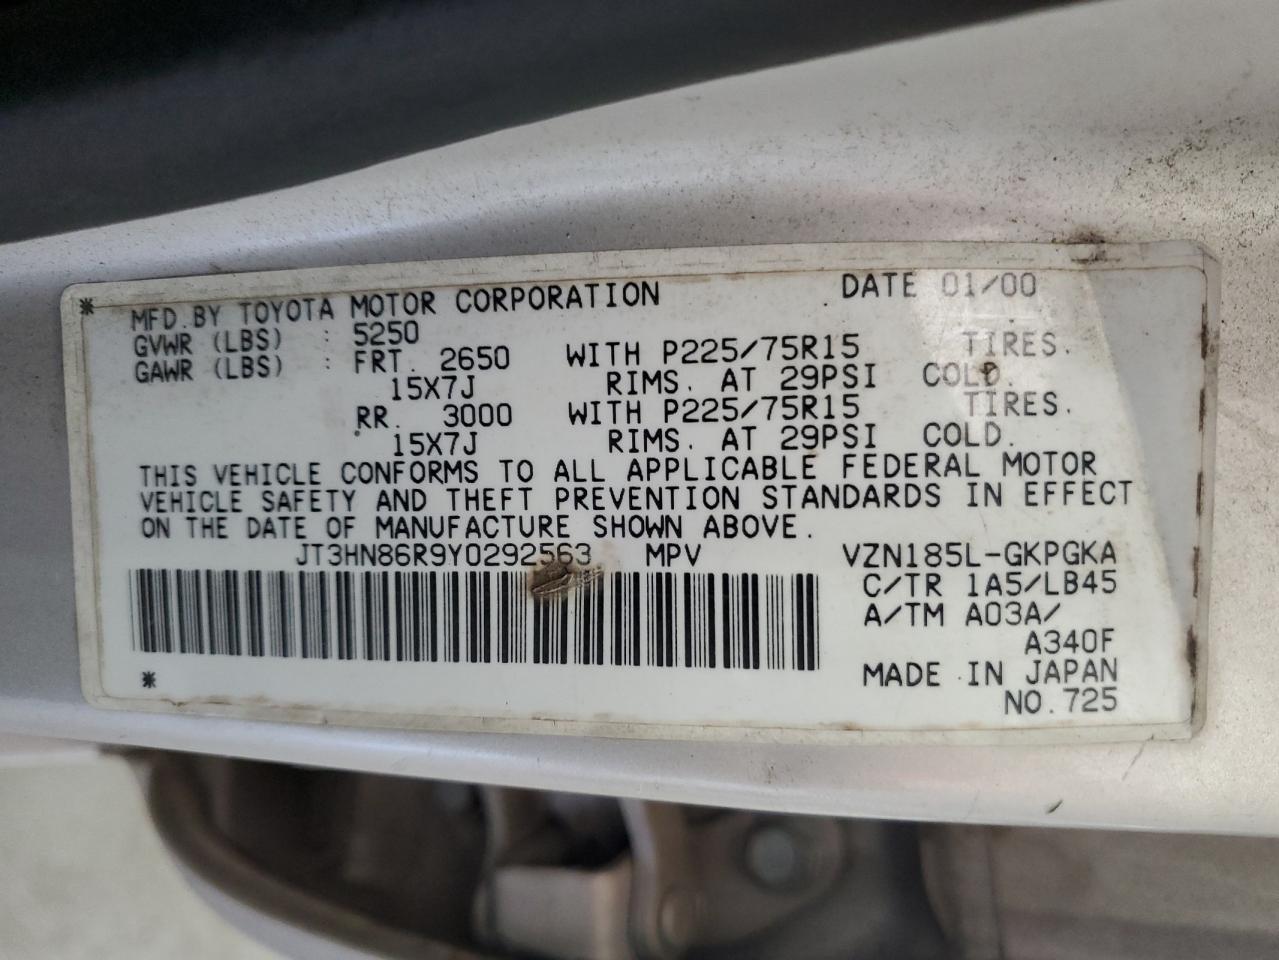 * MFD.BY TOYOTA MOTOR CORPORATION DATE 01/00
GVWR (LBS) : 5250
GAWR (LBS) : FRT. 2650 WITH P225/75R15 TIRES.
15X7J RIMS. AT 29PSI COLD.
RR. 3000 WITH P225/75R15 TIRES.
15X7J RIMS. AT 29PSI COLD.
THIS VEHICLE CONFORMS TO ALL APPLICABLE FEDERAL MOTOR
VEHICLE SAFETY AND THEFT PREVENTION STANDARDS IN EFFECT
ON THE DATE OF MANUFACTURE SHOWN ABOVE.
JT3HN86R9Y0292563 MPV VZN185L-GKPGKA
C/TR 1A5/LB45
A/TM A03A/
A340F
* MADE IN JAPAN
NO.725